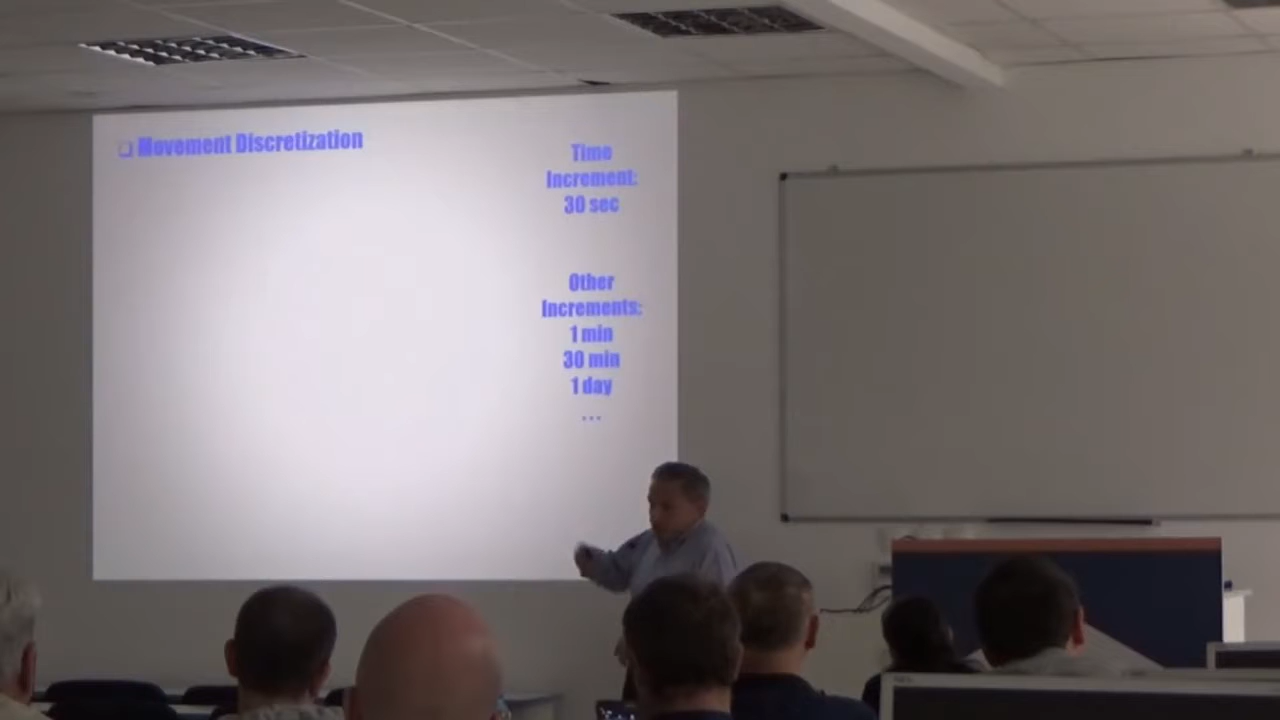 ❑ Movement Discretization
Time
Increment:
30 sec
Other
Increments:
1 min
30 min
1 day
...